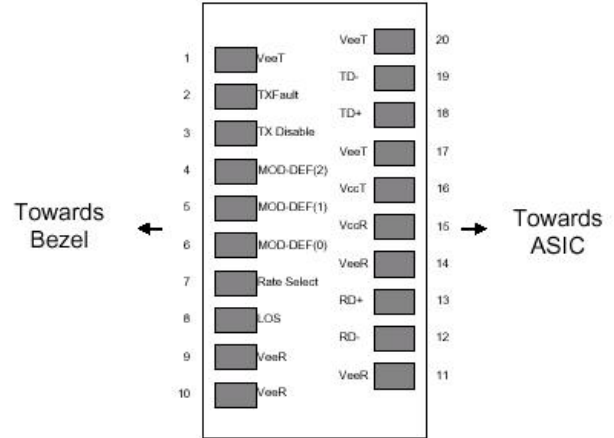 VeeT 20
1 VeeT
TD- 19
2 TXFault
TD+ 18
3 TX Disable
VeeT 17
4 MOD-DEF(2)
VccT 16
5 MOD-DEF(1)
Towards
Bezel
VccR 15
Towards
ASIC
6 MOD-DEF(0)
VeeR 14
7 Rate Select
RD+ 13
8 LOS
RD- 12
9 VeeR
VeeR 11
10 VeeR